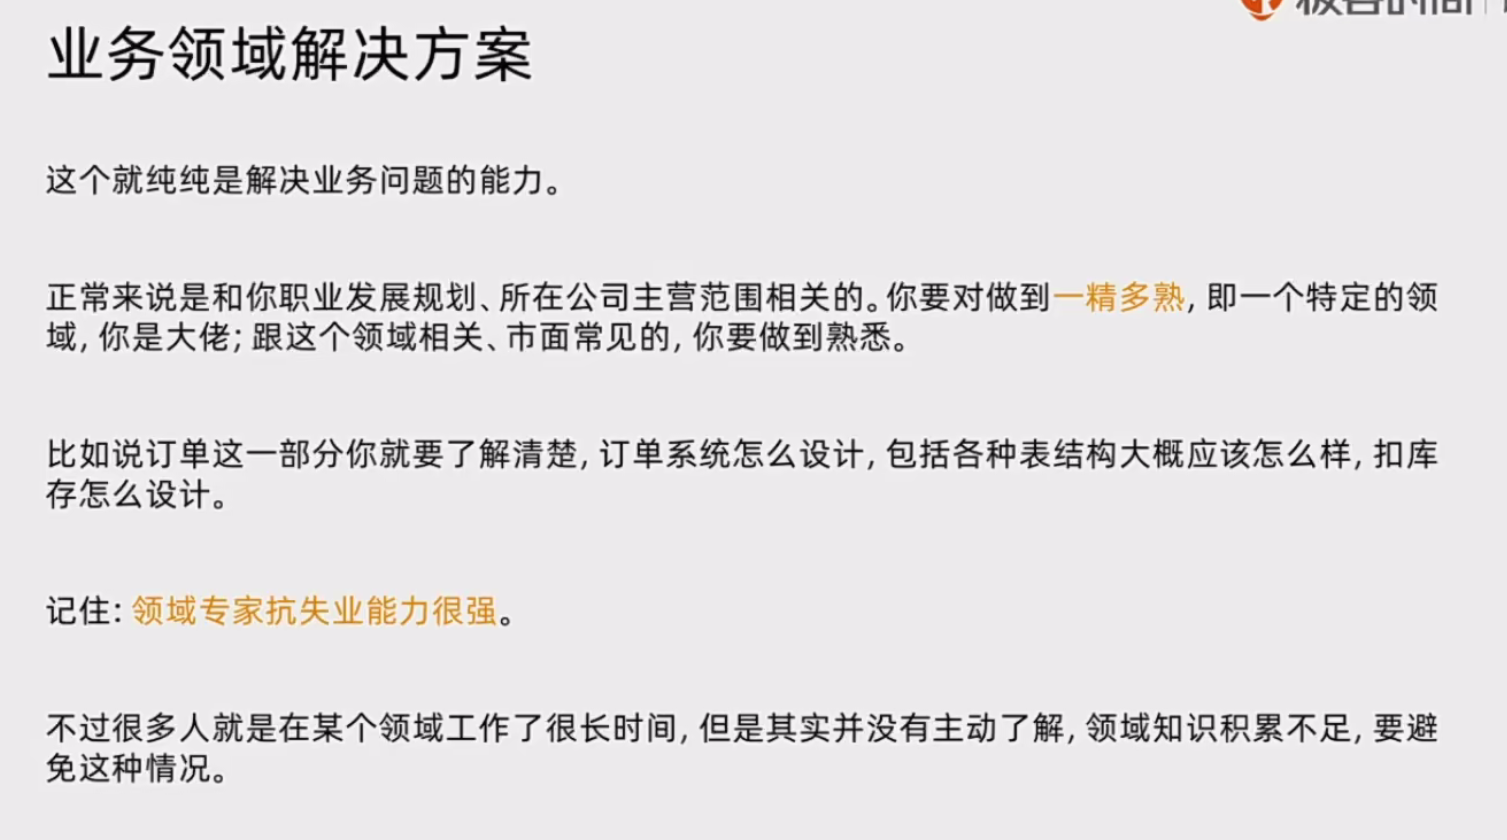 业务领域解决方案
这个就纯纯是解决业务问题的能力。
正常来说是和你职业发展规划、所在公司主营范围相关的。你要对做到一精多熟, 即一个特定的领
域, 你是大佬; 跟这个领域相关、市面常见的, 你要做到熟悉。
比如说订单这一部分你就要了解清楚, 订单系统怎么设计, 包括各种表结构大概应该怎么样, 扣库
存怎么设计。
记住: 领域专家抗失业能力很强。
不过很多人就是在某个领域工作了很长时间, 但是其实并没有主动了解, 领域知识积累不足, 要避
免这种情况。